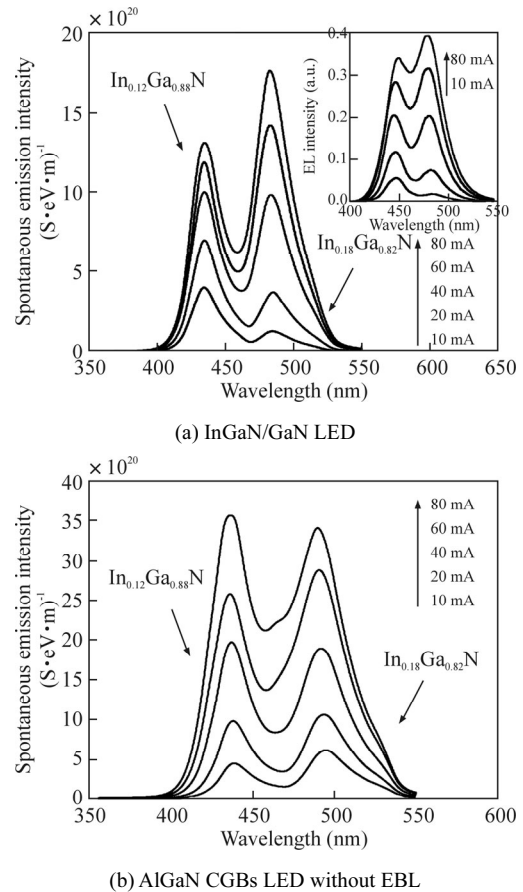 × 10^20
20
15
10
5
0
Spontaneous emission intensity
(S•eV•m)^-1
In0.12Ga0.88N
0.4
0.3
0.2
0.1
0.0
EL intensity (a.u.)
80 mA
10 mA
400 450 500 550
Wavelength (nm)
In0.18Ga0.82N
80 mA
60 mA
40 mA
20 mA
10 mA
350 400 450 500 550 600 650
Wavelength (nm)
(a) InGaN/GaN LED
× 10^20
40
35
30
25
20
15
10
5
0
Spontaneous emission intensity
(S•eV•m)^-1
80 mA
60 mA
40 mA
20 mA
10 mA
In0.12Ga0.88N
In0.18Ga0.82N
350 400 450 500 550 600
Wavelength (nm)
(b) AlGaN CGBs LED without EBL